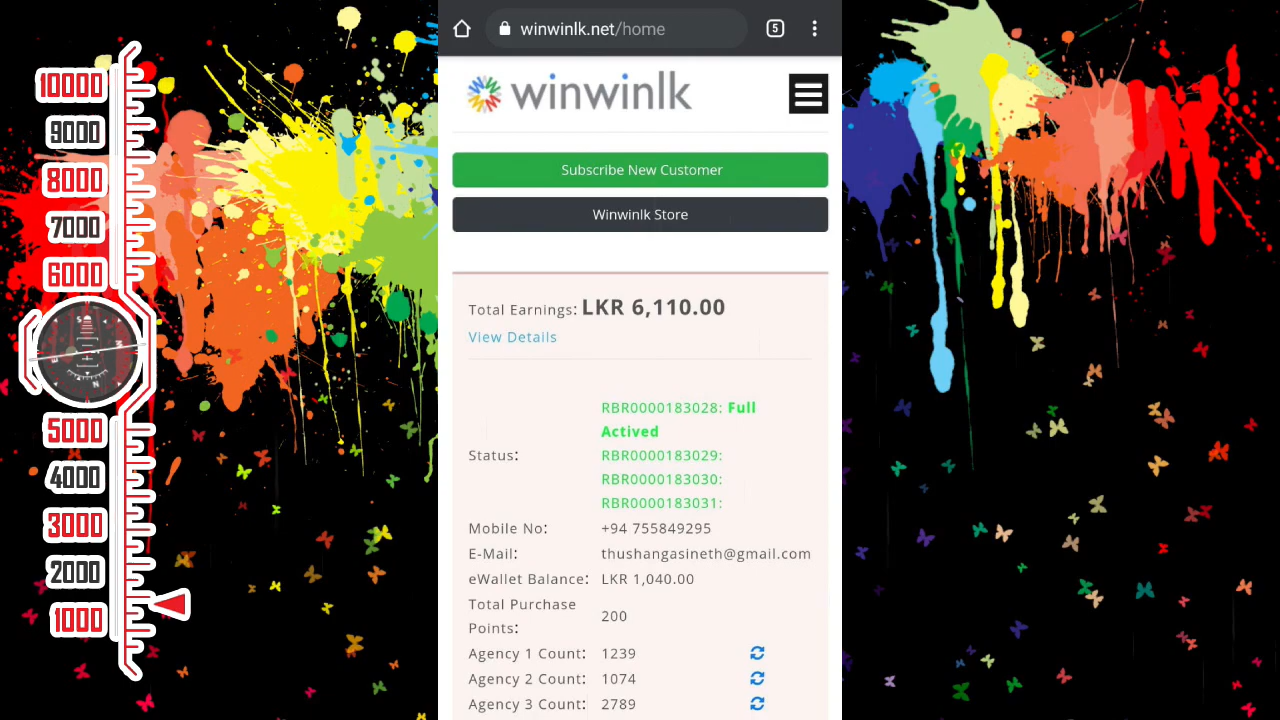 10000
9000
8000
7000
6000
5000
4000
3000
2000
1000
S
N
winwinlk.net/home
5
winwinlk
Subscribe New Customer
Winwinlk Store
Total Earnings: LKR 6,110.00
View Details
Status: RBR0000183028: Full
Actived
RBR0000183029:
RBR0000183030:
RBR0000183031:
Mobile No: +94 755849295
E-Mail: thushangasineth@gmail.com
eWallet Balance: LKR 1,040.00
Total Purchase
Points: 200
Agency 1 Count: 1239
Agency 2 Count: 1074
Agency 3 Count: 2789